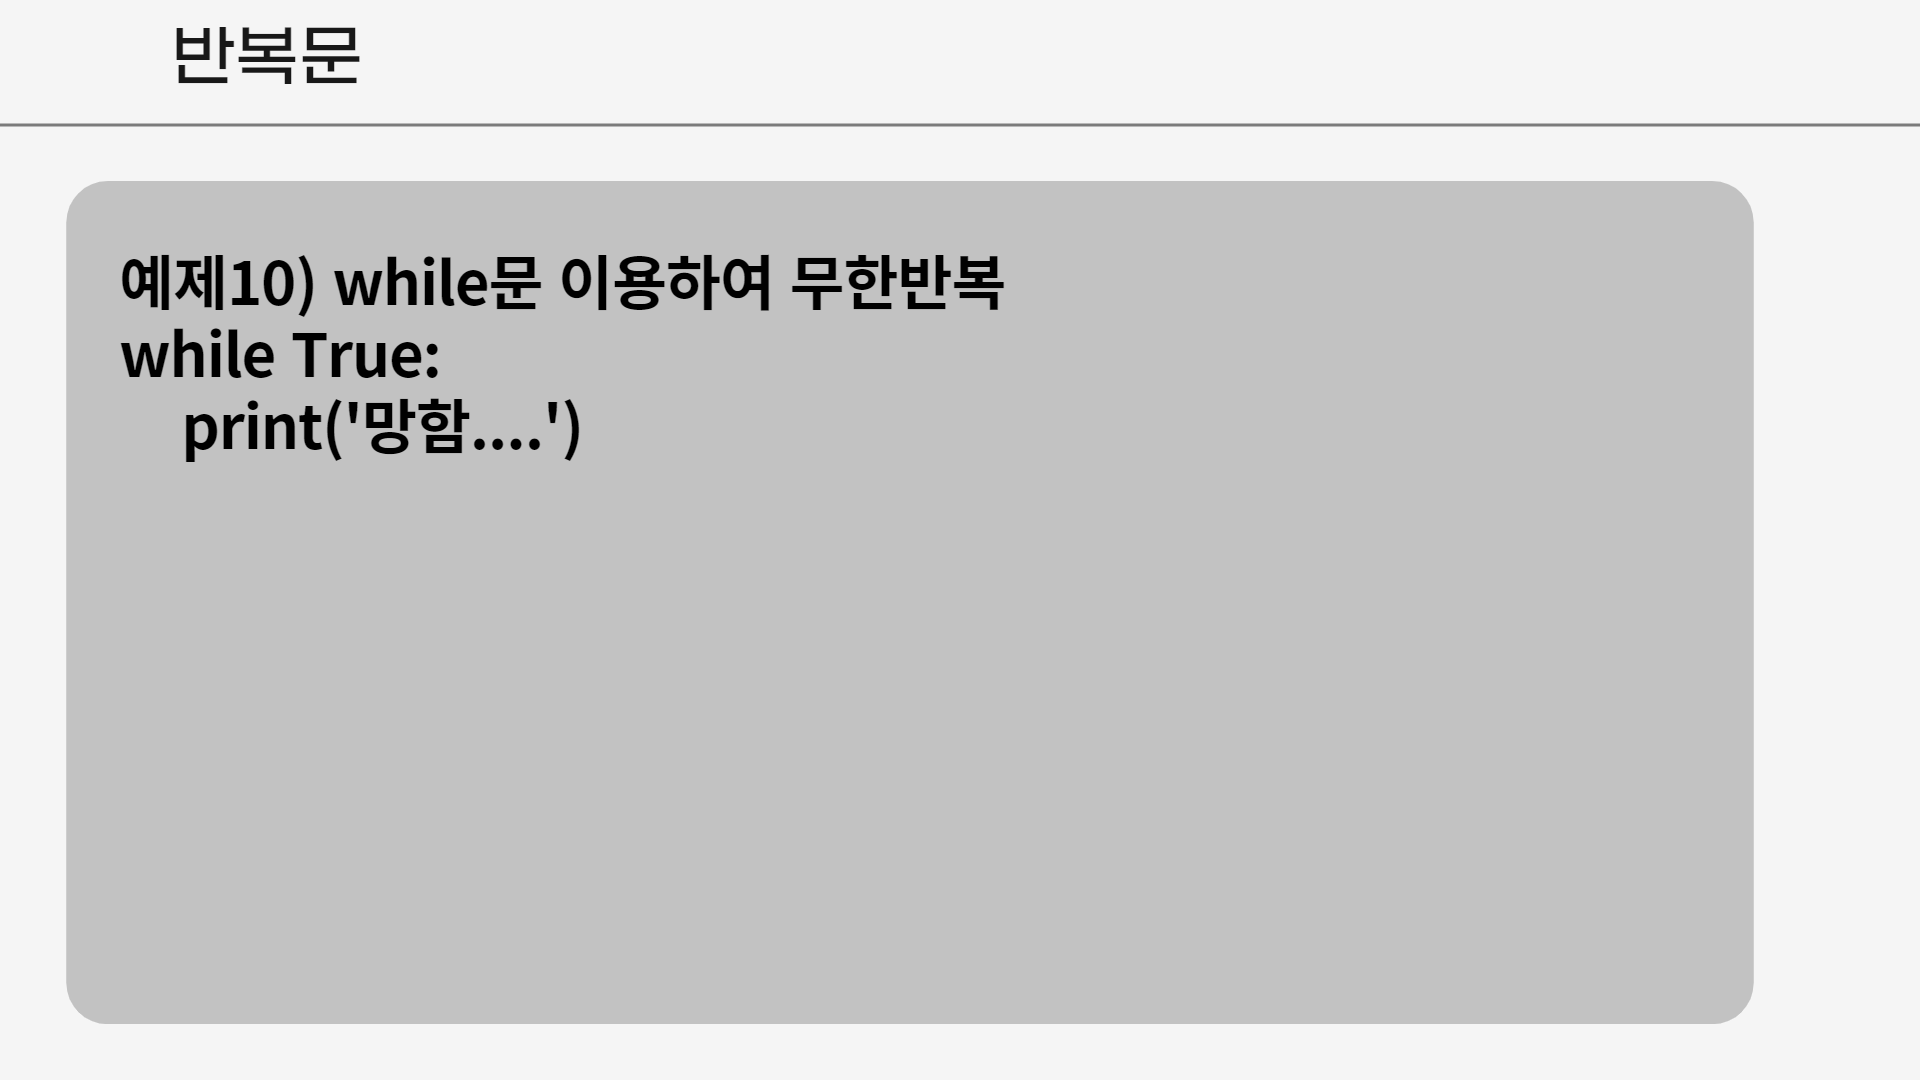 반복문
예제10) while문 이용하여 무한반복
while True:
    print('망함....')